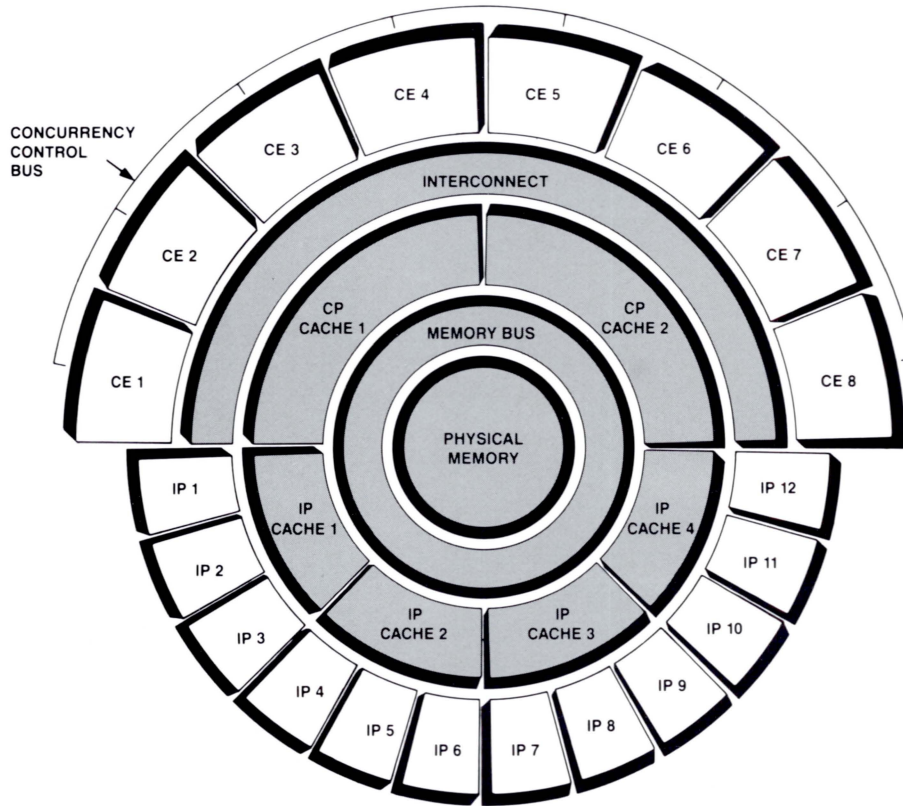 CE 4
CE 5
CE 3
CE 6
CONCURRENCY
CONTROL
BUS
INTERCONNECT
CE 2
CE 7
CP
CACHE 1
CP
CACHE 2
MEMORY BUS
CE 1
CE 8
PHYSICAL
MEMORY
IP 1
IP 12
IP
CACHE 1
IP
CACHE 4
IP 2
IP 11
IP
CACHE 2
IP
CACHE 3
IP 3
IP 10
IP 4
IP 9
IP 5
IP 8
IP 6
IP 7